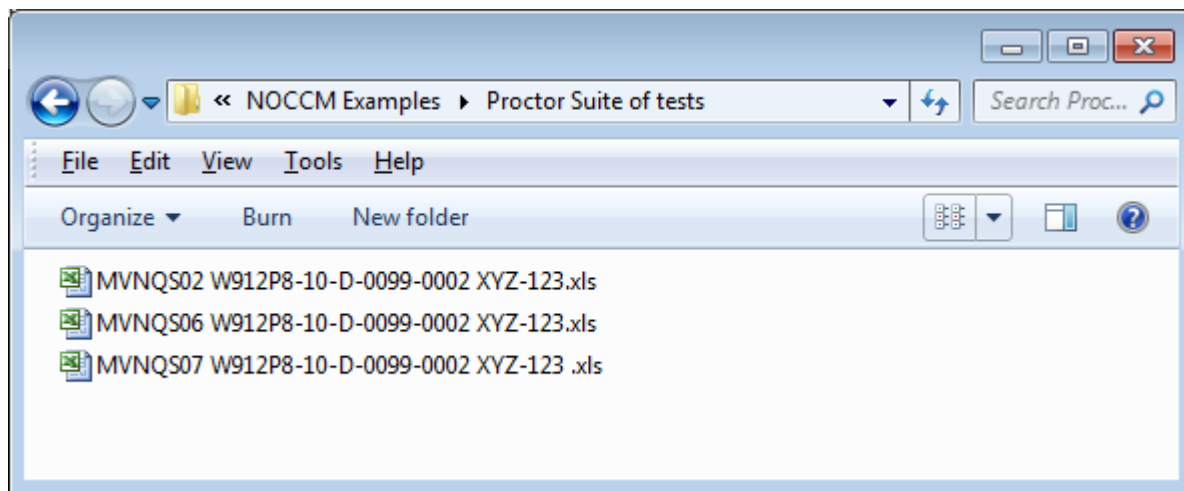 « NOCCM Examples ▸ Proctor Suite of tests Search Proc...
File Edit View Tools Help
Organize Burn New folder
MVNQS02 W912P8-10-D-0099-0002 XYZ-123.xls
MVNQS06 W912P8-10-D-0099-0002 XYZ-123.xls
MVNQS07 W912P8-10-D-0099-0002 XYZ-123 .xls